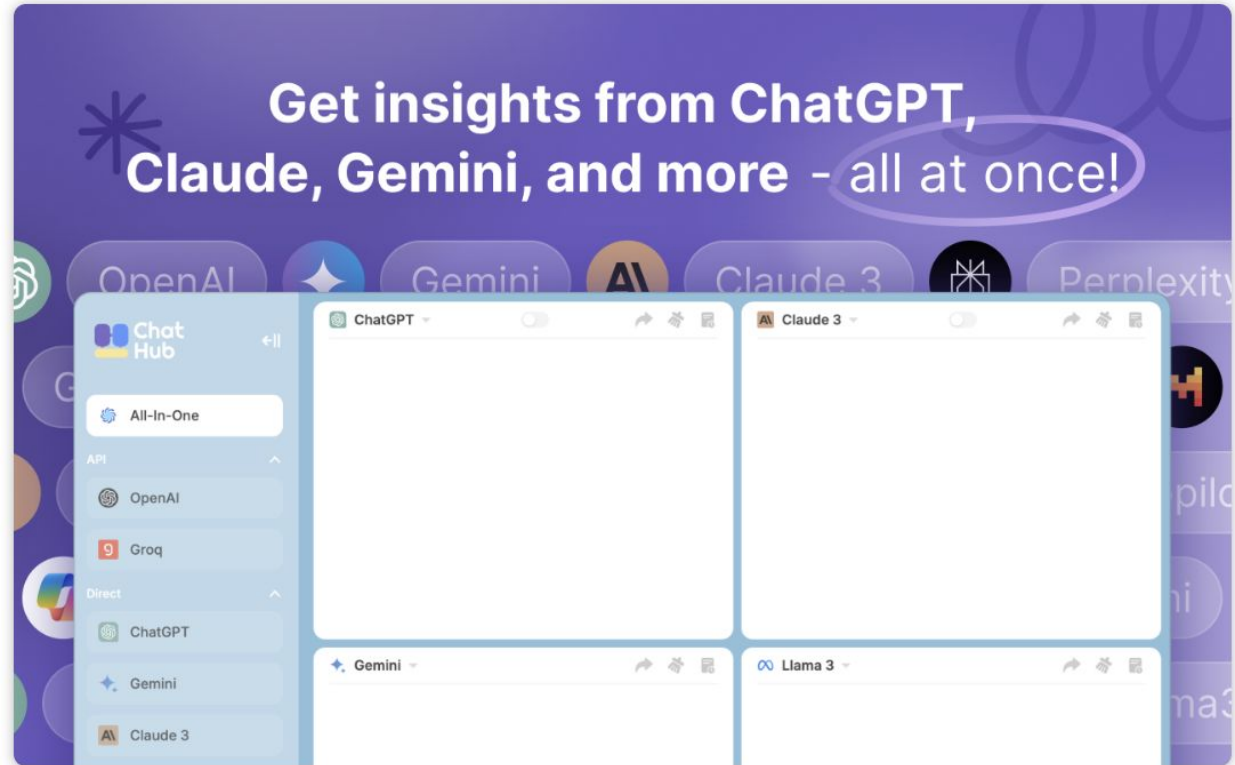 Get insights from ChatGPT,
Claude, Gemini, and more - all at once!
OpenAI
Gemini
Claude 3
Perplexity
Chat
Hub
All-In-One
API
OpenAI
Groq
Direct
ChatGPT
Gemini
Claude 3
ChatGPT
Claude 3
Gemini
Llama 3